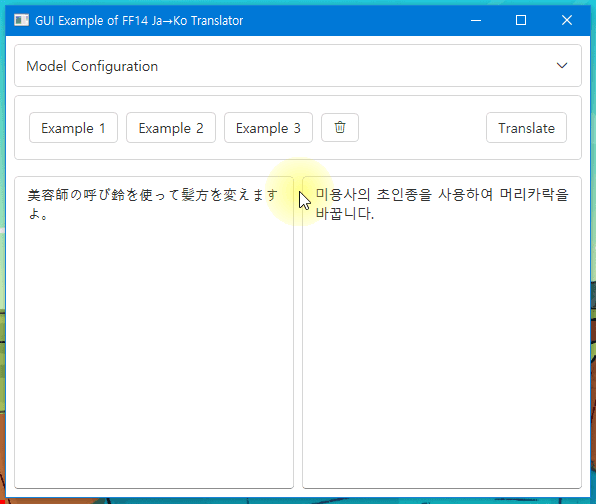 GUI Example of FF14 Ja→Ko Translator
Model Configuration
Example 1 Example 2 Example 3 Translate
美容師の呼び鈴を使って髪方を変えます
よ。
미용사의 초인종을 사용하여 머리카락을
바꿉니다.